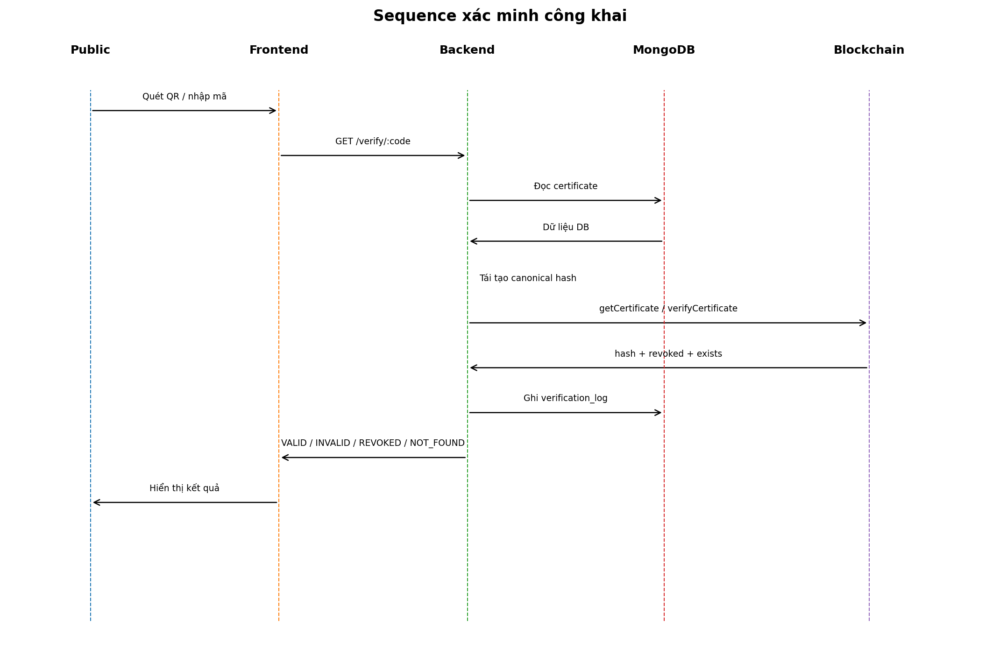 Sequence xác minh công khai
Public
Frontend
Backend
MongoDB
Blockchain
Quét QR / nhập mã
GET /verify/:code
Đọc certificate
Dữ liệu DB
Tái tạo canonical hash
getCertificate / verifyCertificate
hash + revoked + exists
Ghi verification_log
VALID / INVALID / REVOKED / NOT_FOUND
Hiển thị kết quả